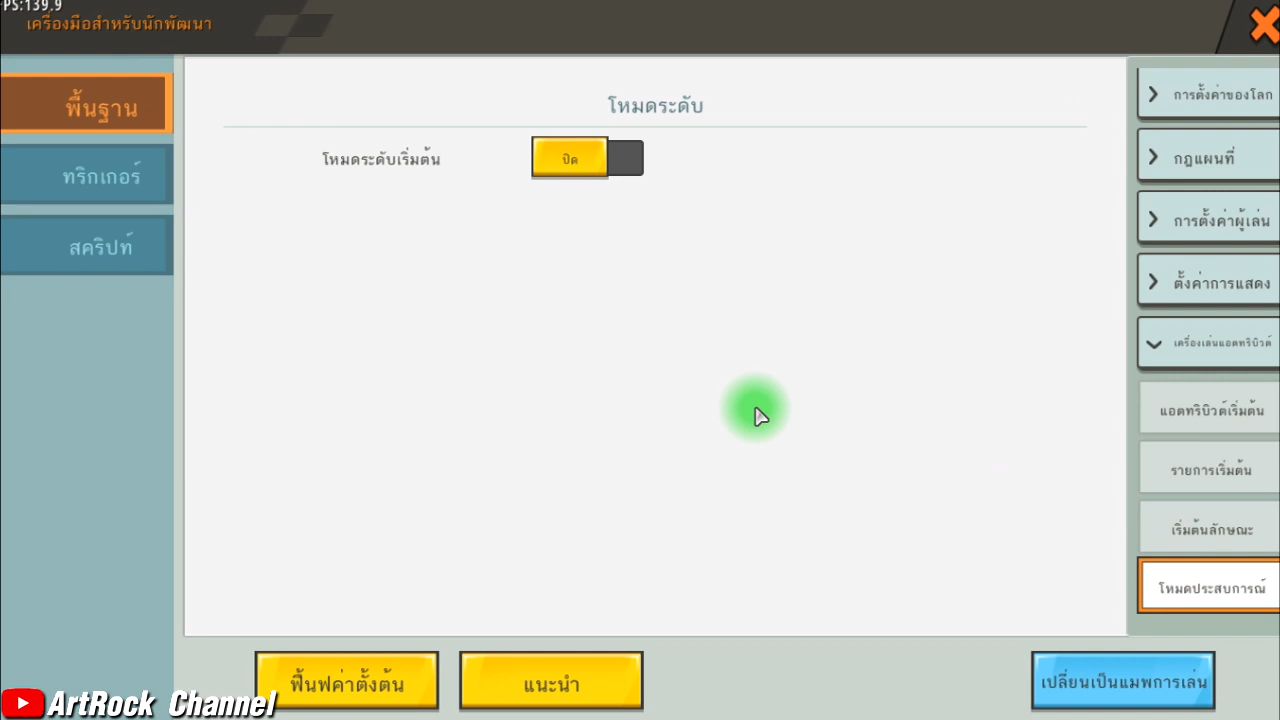 PS:139.9
เครื่องมือสำหรับนักพัฒนา
พื้นฐาน
ทริกเกอร์
สคริปท์
โหมดระดับ
โหมดระดับเริ่มต้น
ปิด
การตั้งค่าของโลก
กฎแผนที่
การตั้งค่าผู้เล่น
ตั้งค่าการแสดง
เครื่องเล่นแอตทริบิวต์
แอตทริบิวต์เริ่มต้น
รายการเริ่มต้น
เริ่มต้นลักษณะ
โหมดประสบการณ์
ฟื้นฟค่าตั้งต้น
แนะนำ
เปลี่ยนเป็นแมพการเล่น
ArtRock Channel